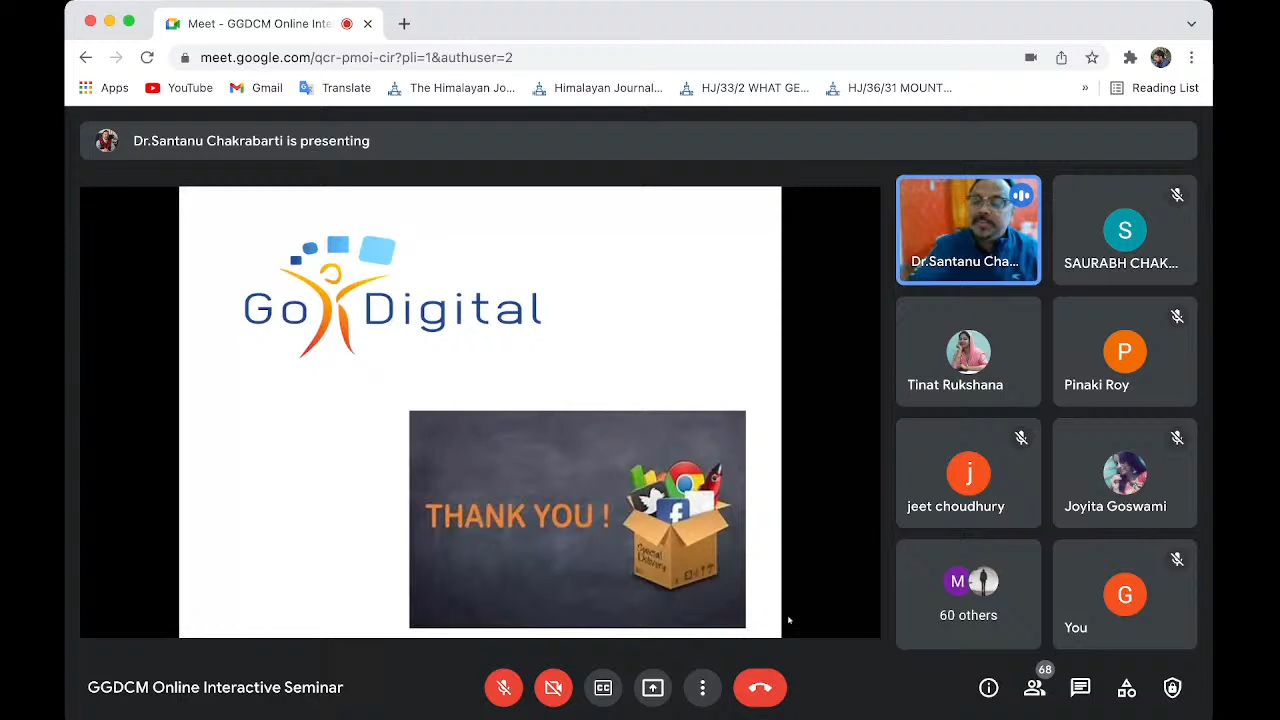 Meet - GGDCM Online Inte
meet.google.com/qcr-pmoi-cir?pli=1&authuser=2
Apps
YouTube
Gmail
Translate
The Himalayan Jo...
Himalayan Journal...
HJ/33/2 WHAT GE...
HJ/36/31 MOUNT...
»
Reading List
Dr.Santanu Chakrabarti is presenting
Go Digital
THANK YOU !
Special
Delivery
Dr.Santanu Cha...
S
SAURABH CHAK...
Tinat Rukshana
P
Pinaki Roy
j
jeet choudhury
Joyita Goswami
M
60 others
G
You
GGDCM Online Interactive Seminar
CC
68